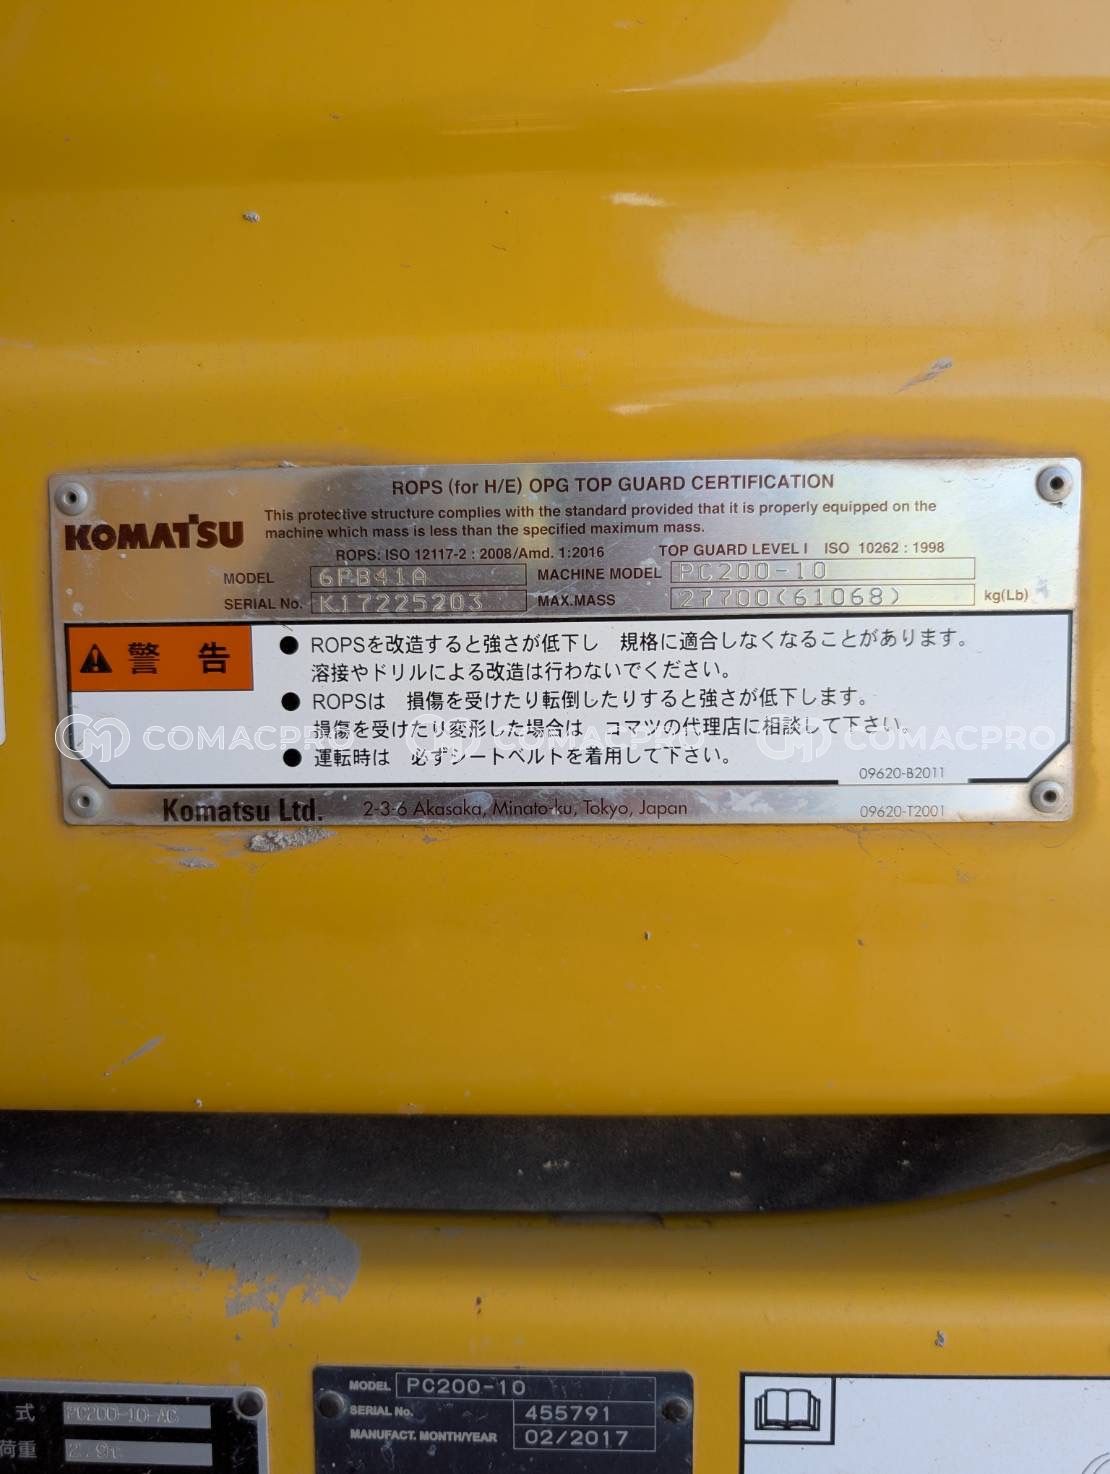 ROPS (for H/E) OPG TOP GUARD CERTIFICATION
KOMATSU
This protective structure complies with the standard provided that it is properly equipped on the
machine which mass is less than the specified maximum mass.
ROPS: ISO 12117-2 : 2008/Amd. 1:2016 TOP GUARD LEVEL I ISO 10262 : 1998
MODEL 6PB41A MACHINE MODEL PC200-10
SERIAL No. K17225203 MAX.MASS 27700(61068) kg(Lb)
警 告
● ROPSを改造すると強さが低下し 規格に適合しなくなることがあります。
溶接やドリルによる改造は行わないでください。
● ROPSは 損傷を受けたり転倒したりすると強さが低下します。
損傷を受けたり変形した場合は コマツの代理店に相談して下さい。
● 運転時は 必ずシートベルトを着用して下さい。
COMACPRO COMACPRO COMACPRO
09620-B2011
Komatsu Ltd. 2-3-6 Akasaka, Minato-ku, Tokyo, Japan 09620-T2001
式 PC200-10-AC
荷重 2.9t
MODEL PC200-10
SERIAL No. 455791
MANUFACT. MONTH/YEAR 02/2017